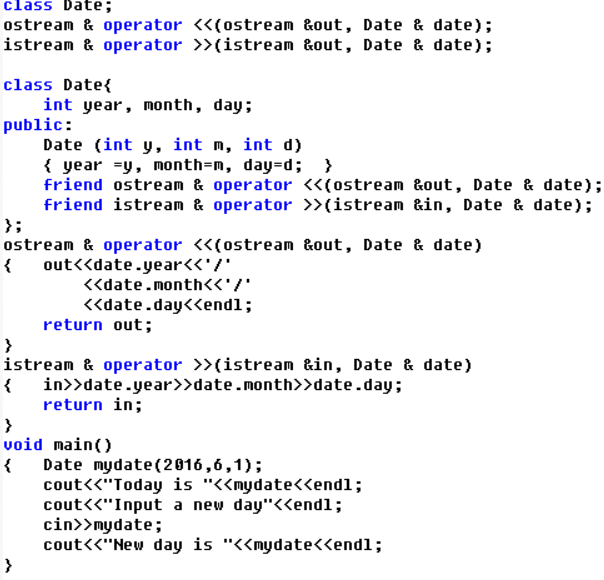 class Date;
ostream & operator <<(ostream &out, Date & date);
istream & operator >>(istream &out, Date & date);
class Date{
    int year, month, day;
public:
    Date (int y, int m, int d)
    { year =y, month=m, day=d;  }
    friend ostream & operator <<(ostream &out, Date & date);
    friend istream & operator >>(istream &in, Date & date);
};
ostream & operator <<(ostream &out, Date & date)
{   out<<date.year<<'/'
        <<date.month<<'/'
        <<date.day<<endl;
    return out;
}
istream & operator >>(istream &in, Date & date)
{   in>>date.year>>date.month>>date.day;
    return in;
}
void main()
{   Date mydate(2016,6,1);
    cout<<"Today is "<<mydate<<endl;
    cout<<"Input a new day"<<endl;
    cin>>mydate;
    cout<<"New day is "<<mydate<<endl;
}